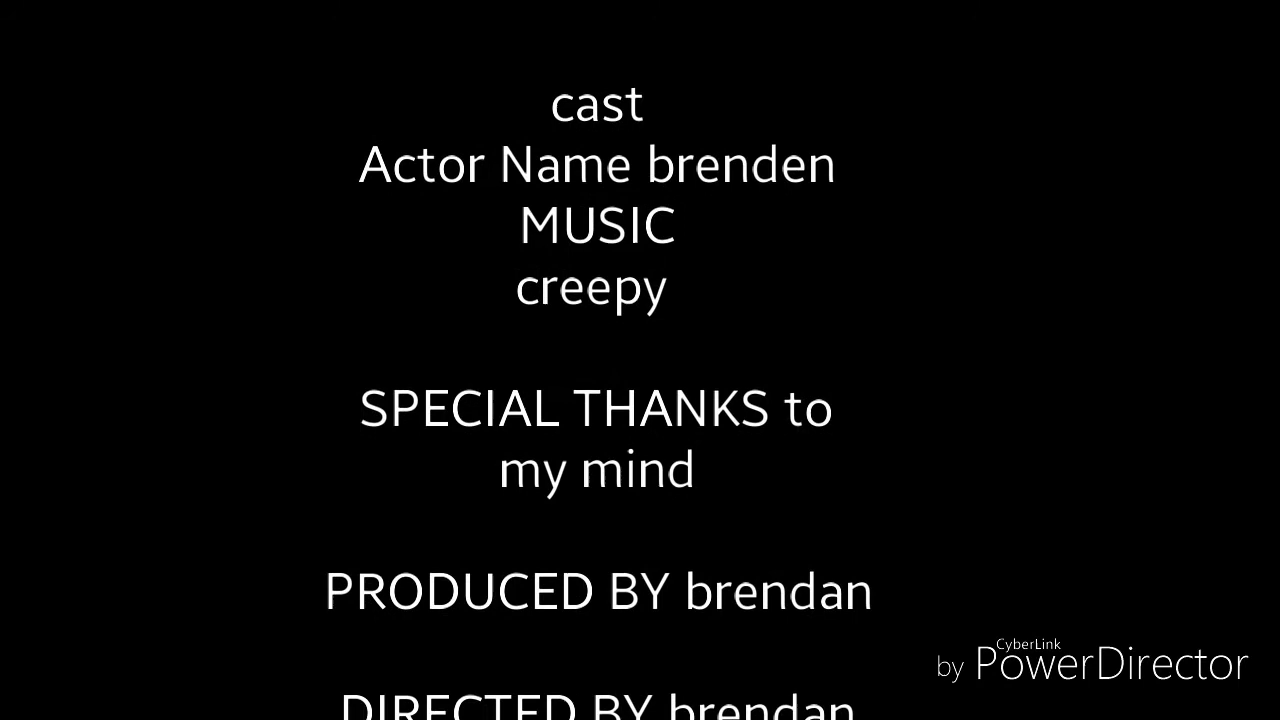 cast
Actor Name brenden
MUSIC
creepy
SPECIAL THANKS to
my mind
PRODUCED BY brendan
CyberLink
by PowerDirector
DIRECTED BY brendan